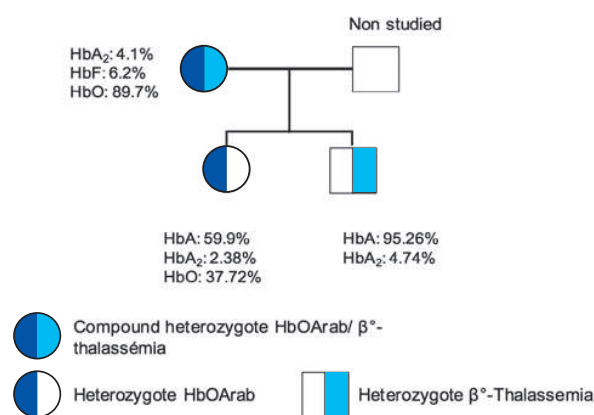 Non studied
HbA₂: 4.1%
HbF: 6.2%
HbO: 89.7%
HbA: 59.9%
HbA₂: 2.38%
HbO: 37.72%
HbA: 95.26%
HbA₂: 4.74%
Compound heterozygote HbOArab/ β°-
thalassémia
Heterozygote HbOArab
Heterozygote β°-Thalassemia